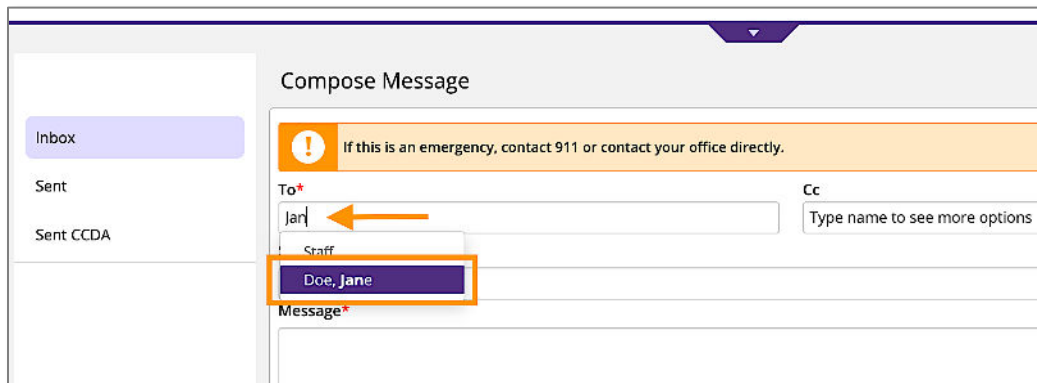 Compose Message
Inbox
Sent
Sent CCDA
If this is an emergency, contact 911 or contact your office directly.
To*
Cc
Jan
Type name to see more options
Staff
Doe, Jane
Message*